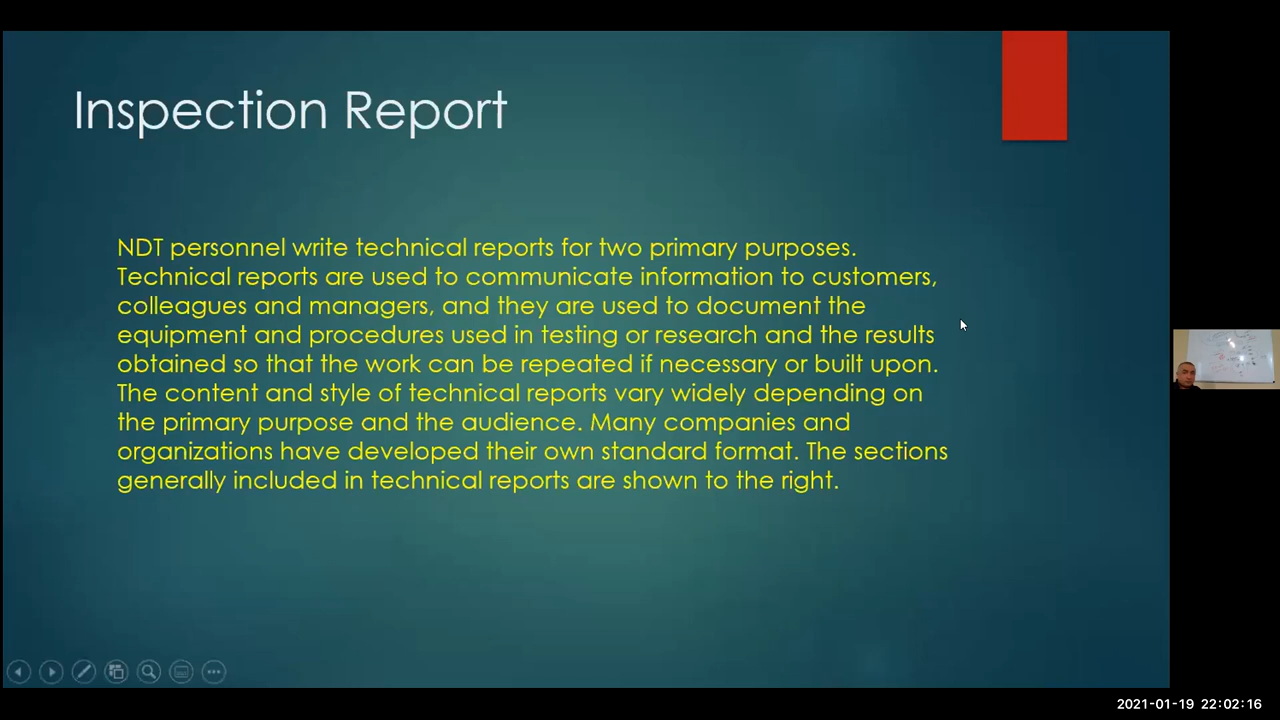 Inspection Report
NDT personnel write technical reports for two primary purposes.
Technical reports are used to communicate information to customers,
colleagues and managers, and they are used to document the
equipment and procedures used in testing or research and the results
obtained so that the work can be repeated if necessary or built upon.
The content and style of technical reports vary widely depending on
the primary purpose and the audience. Many companies and
organizations have developed their own standard format. The sections
generally included in technical reports are shown to the right.
2021-01-19 22:02:16